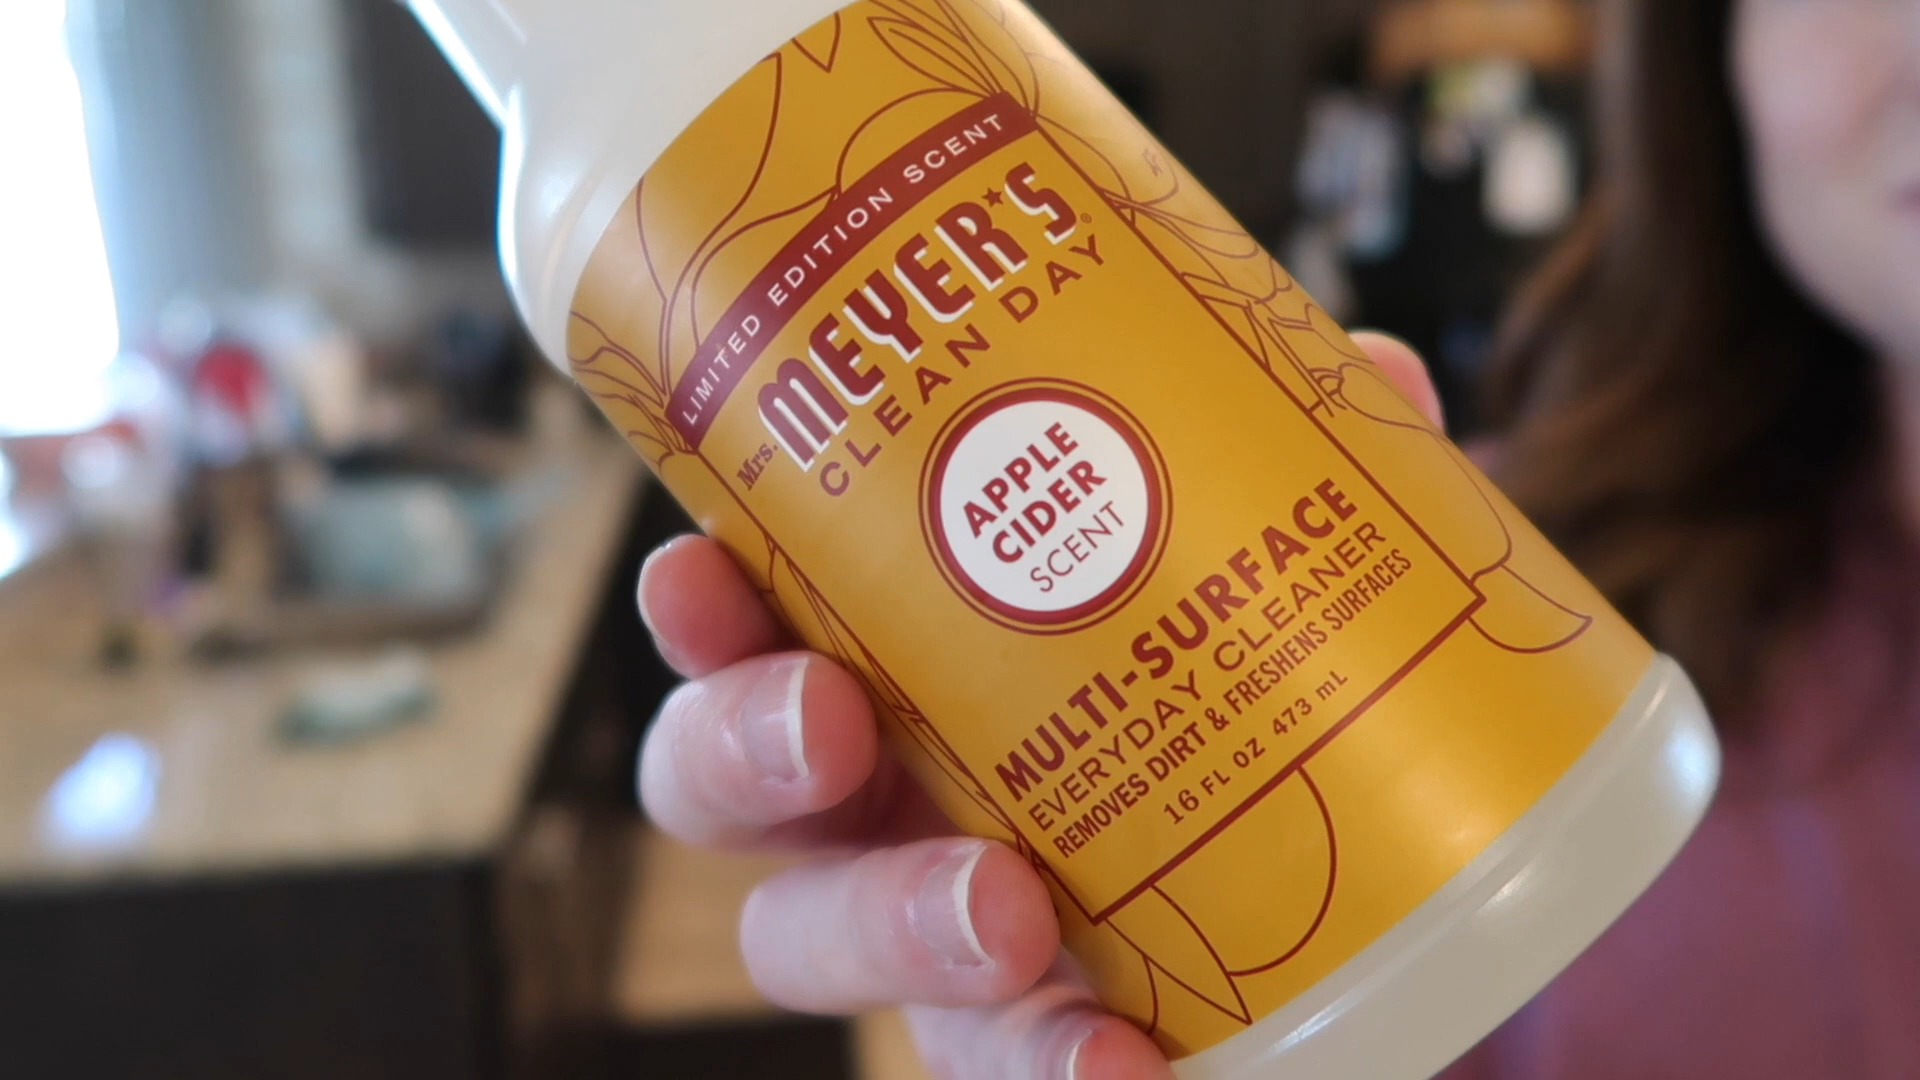 LIMITED EDITION SCENT
Mrs. MEYER'S®
CLEAN DAY
APPLE
CIDER
SCENT
MULTI-SURFACE
EVERYDAY CLEANER
REMOVES DIRT & FRESHENS SURFACES
16 FL OZ 473 mL